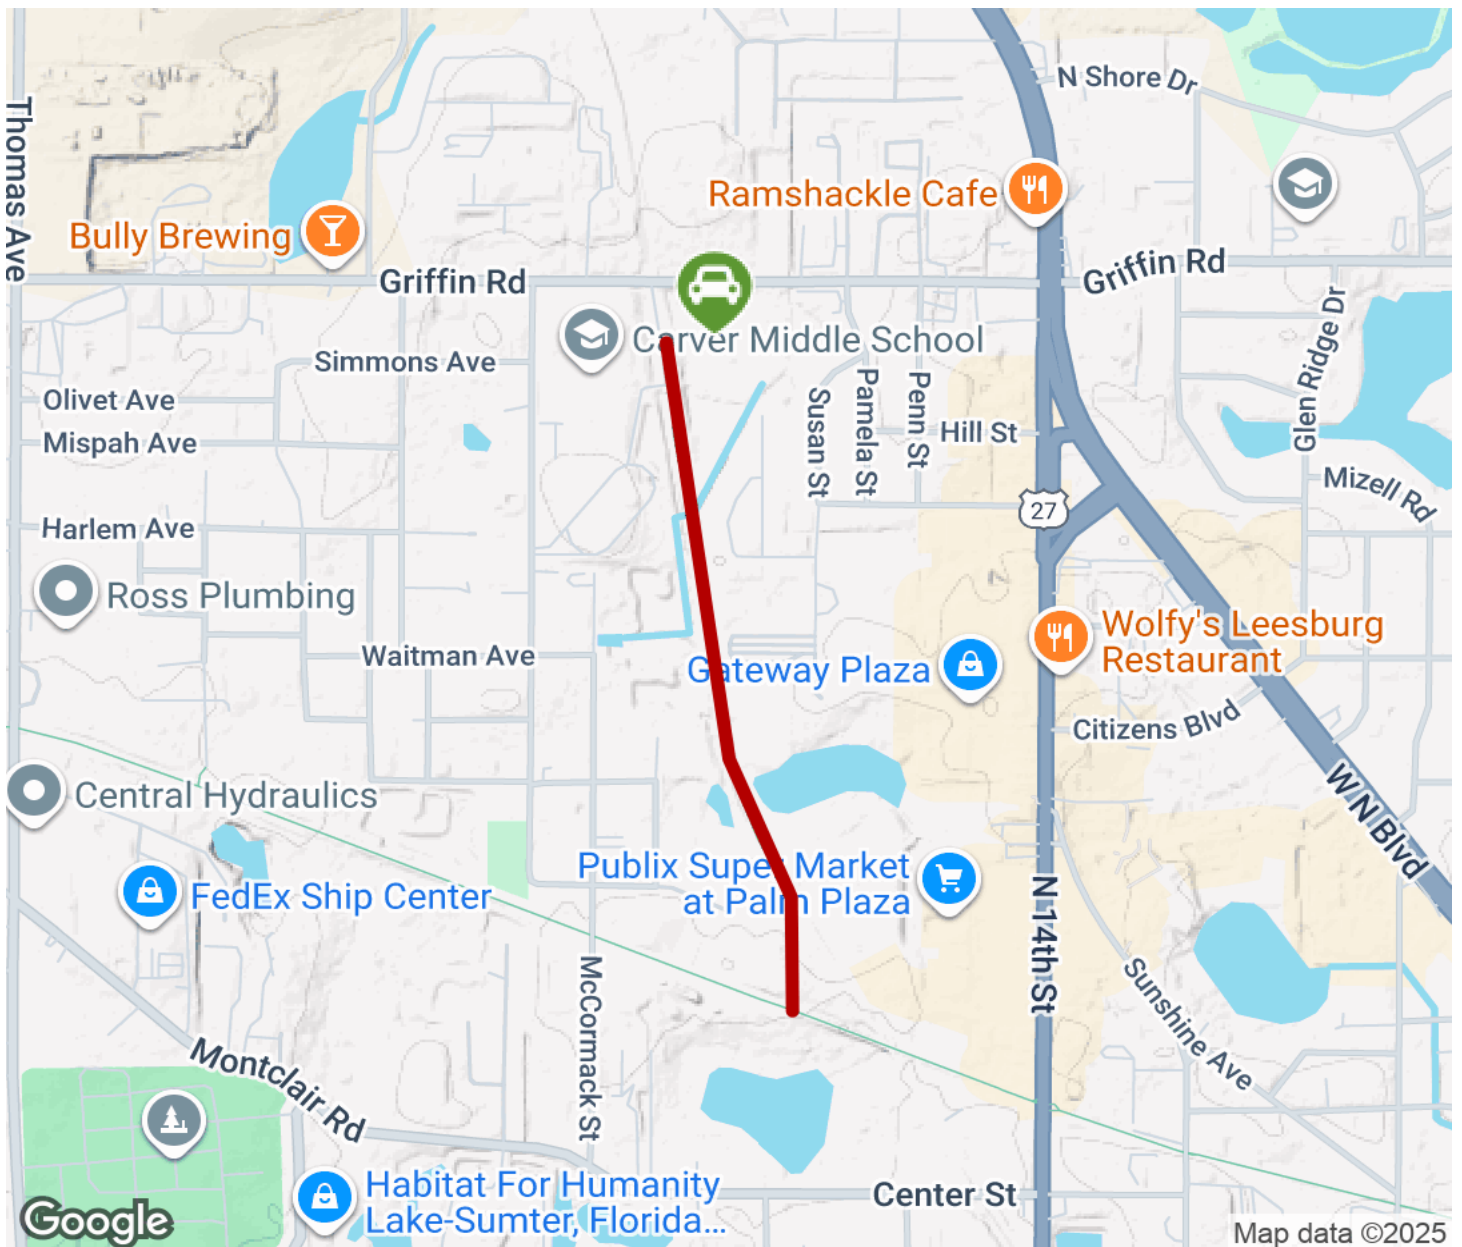 N Shore Dr
Thomas Ave
Ramshackle Cafe
Bully Brewing
Griffin Rd
Griffin Rd
Carver Middle School
Simmons Ave
Olivet Ave
Mispah Ave
Susan St
Pamela St
Penn St
Hill St
Glen Ridge Dr
Mizell Rd
27
Harlem Ave
Ross Plumbing
Wolfy's Leesburg
Restaurant
Waitman Ave
Gateway Plaza
Citizens Blvd
W N Blvd
Central Hydraulics
Publix Super Market
at Palm Plaza
FedEx Ship Center
N 14th St
McCormack St
Sunshine Ave
Montclair Rd
Habitat For Humanity
Lake-Sumter, Florida...
Center St
Google
Map data ©2025